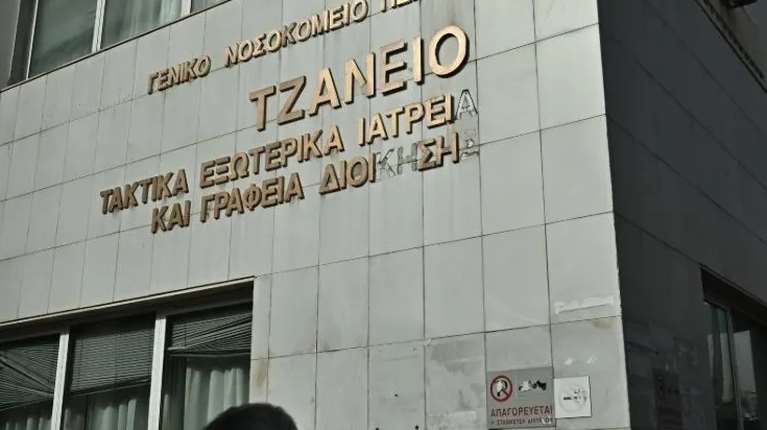 ΓΕΝΙΚΟ ΝΟΣΟΚΟΜΕΙΟ
ΤΖΑΝΕΙΟ
ΤΑΚΤΙΚΑ ΕΞΩΤΕΡΙΚΑ ΙΑΤΡΕΙΑ
ΚΑΙ ΓΡΑΦΕΙΑ ΔΙΟΙΚΗΣΗΣ
ΑΠΑΓΟΡΕΥΕΤΑΙ